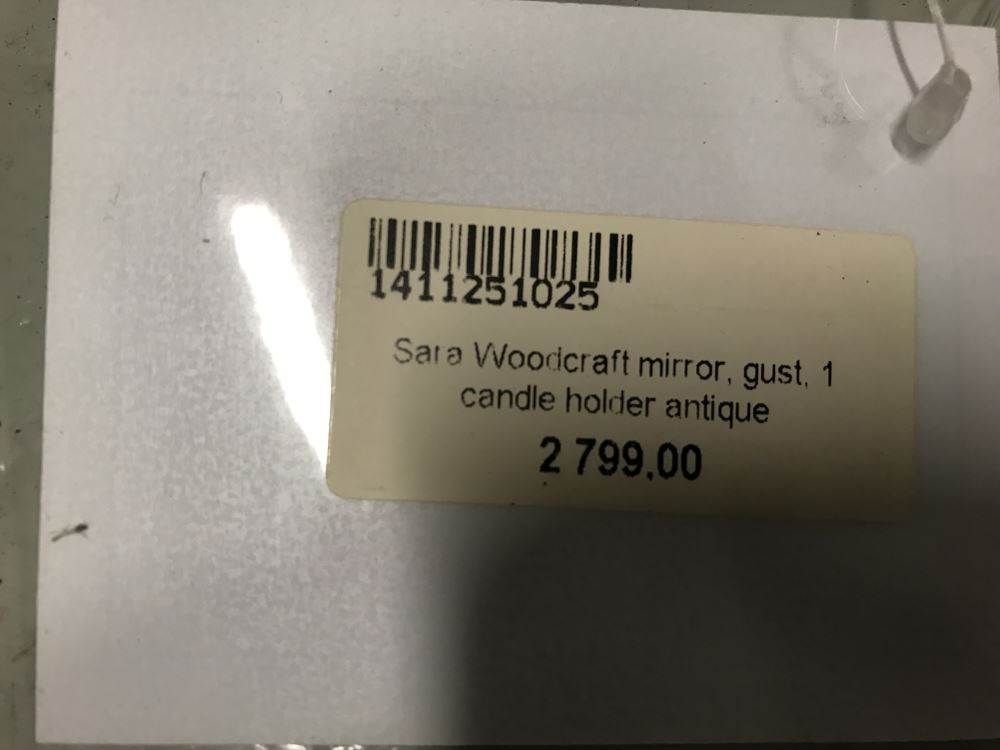 1411251025
Sara Woodcraft mirror, gust, 1
candle holder antique
2 799,00